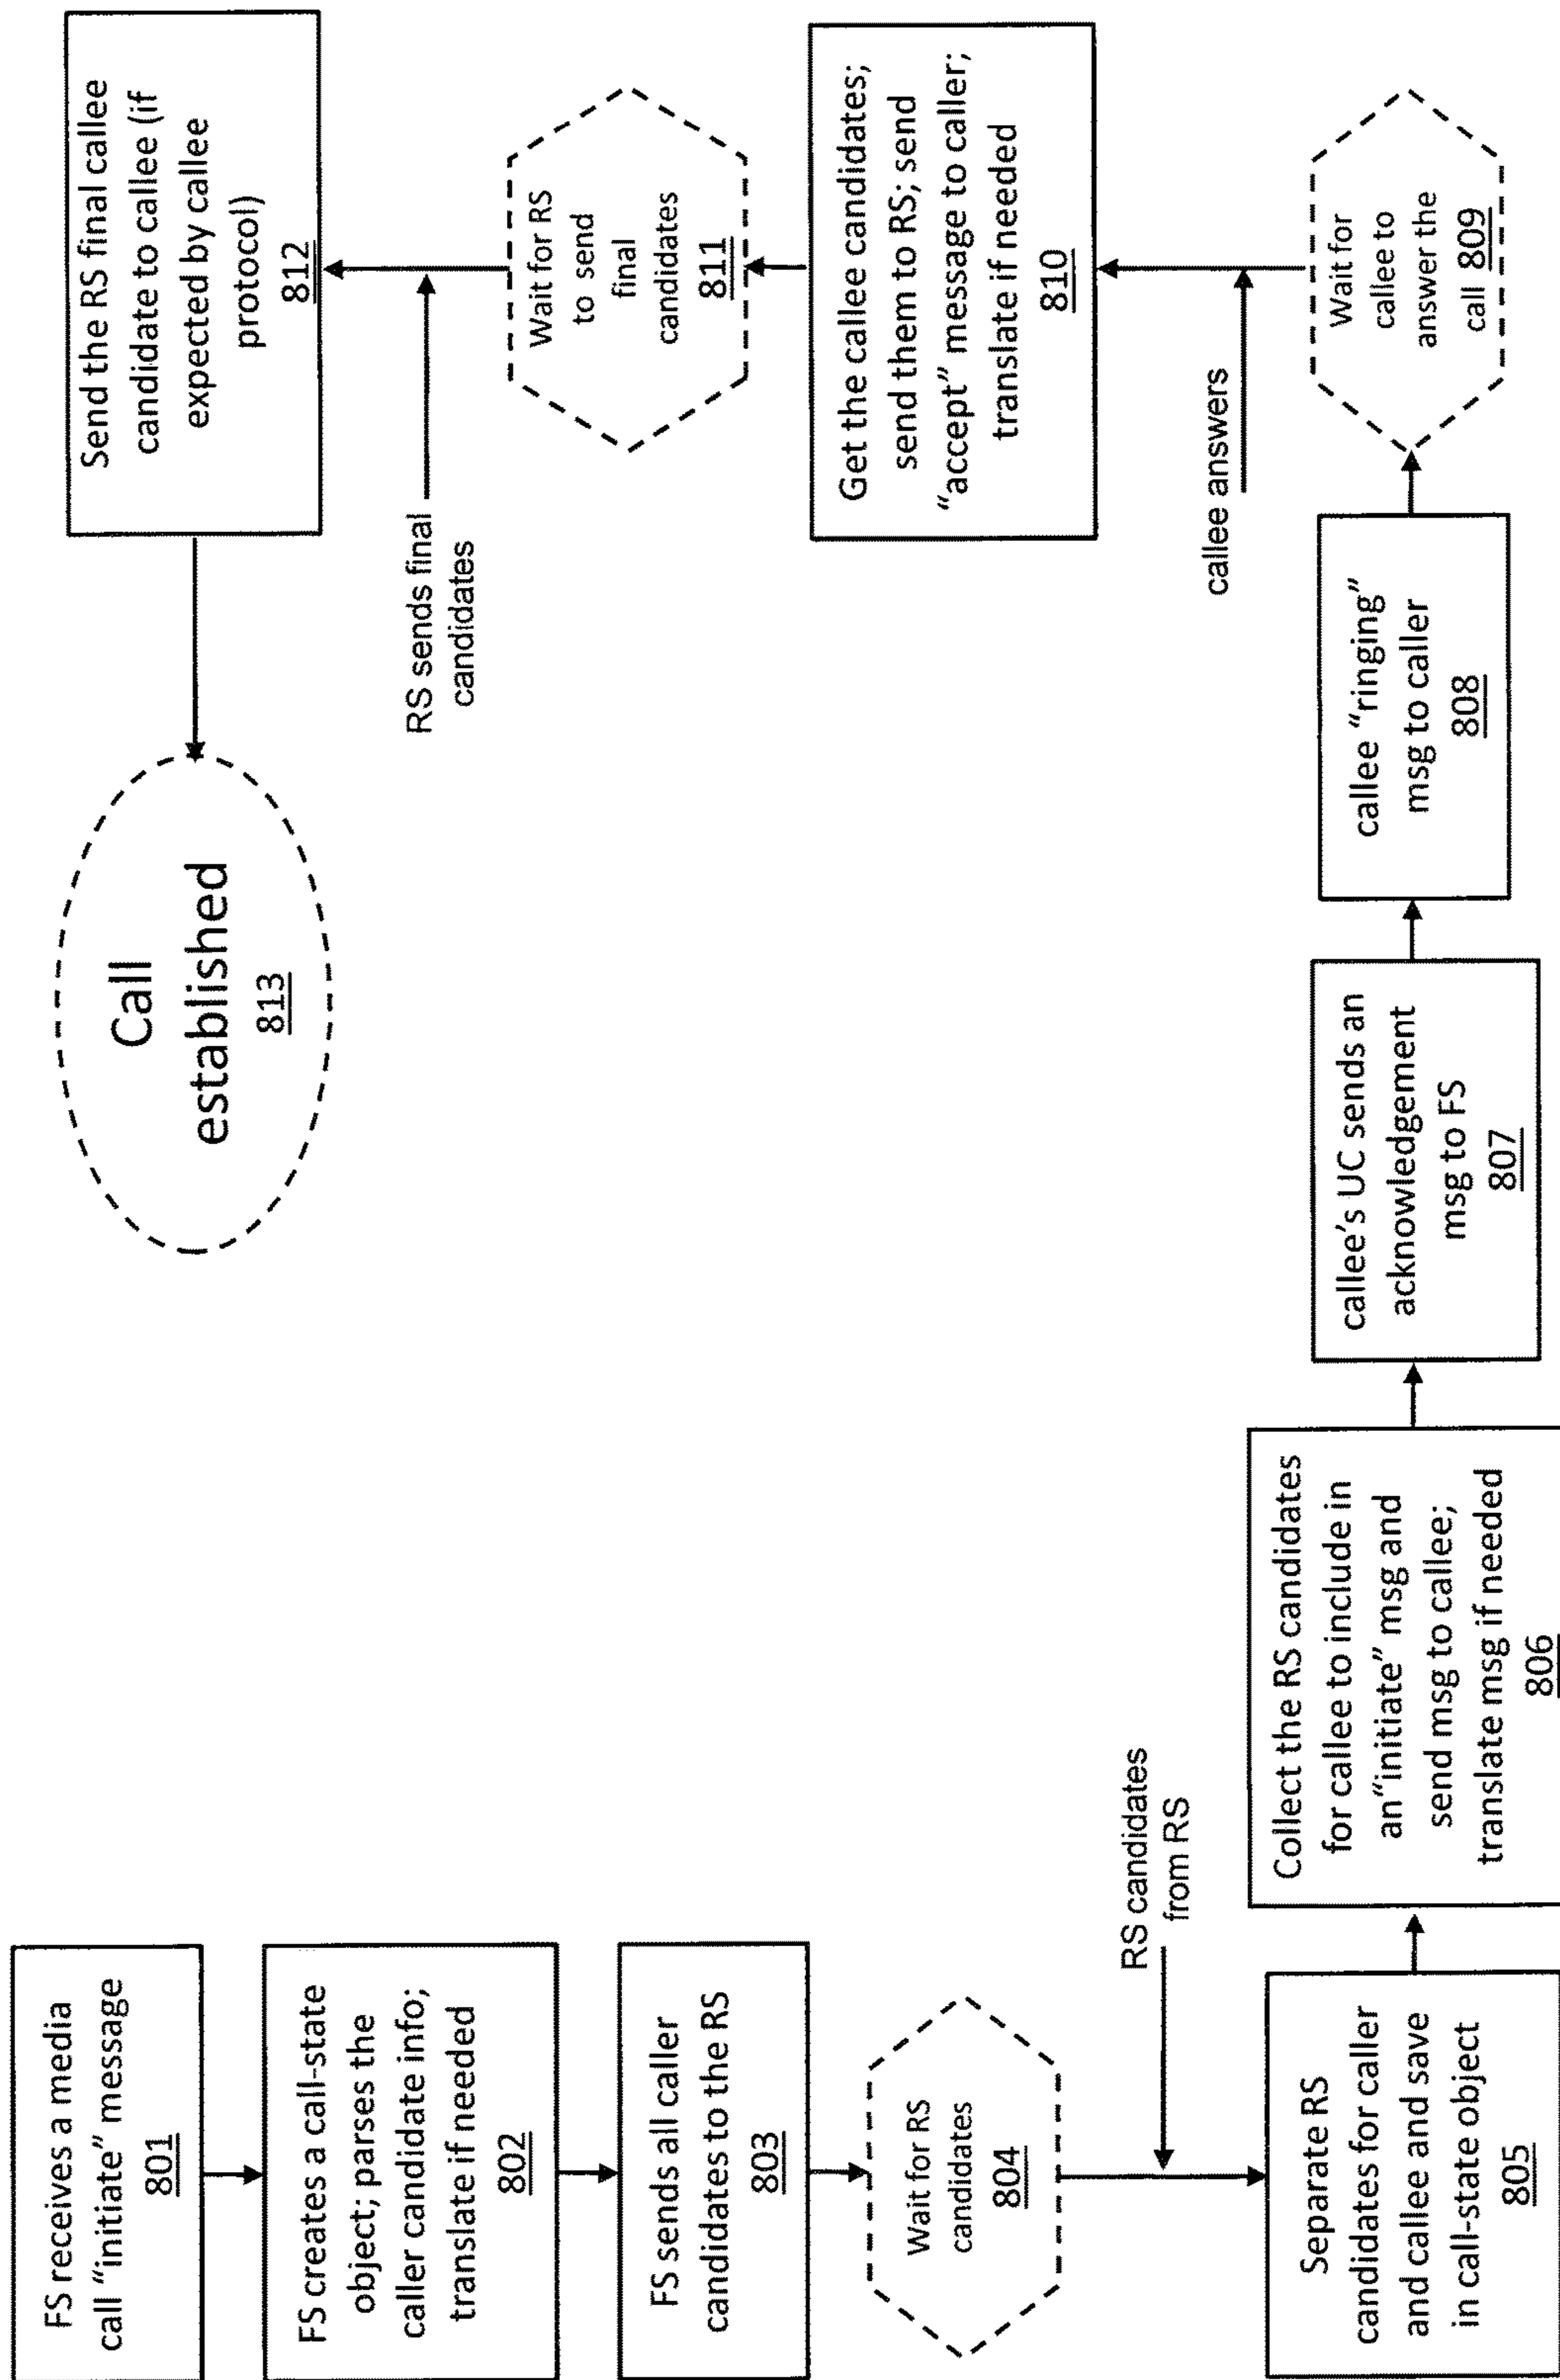 FS receives a media
call “initiate” message
801
FS creates a call-state
object; parses the
caller candidate info;
translate if needed
802
FS sends all caller
candidates to the RS
803
Wait for RS
candidates
804
RS candidates
from RS
Separate RS
candidates for caller
and callee and save
in call-state object
805
Collect the RS candidates
for callee to include in
an“initiate” msg and
send msg to callee;
translate msg if needed
806
callee’s UC sends an
acknowledgement
msg to FS
807
callee “ringing”
msg to caller
808
Wait for
callee to
answer the
call 809
callee answers
Get the callee candidates;
send them to RS; send
“accept” message to caller;
translate if needed
810
Wait for RS
to send
final
candidates
811
RS sends final
candidates
Send the RS final callee
candidate to callee (if
expected by callee
protocol)
812
Call
established
813